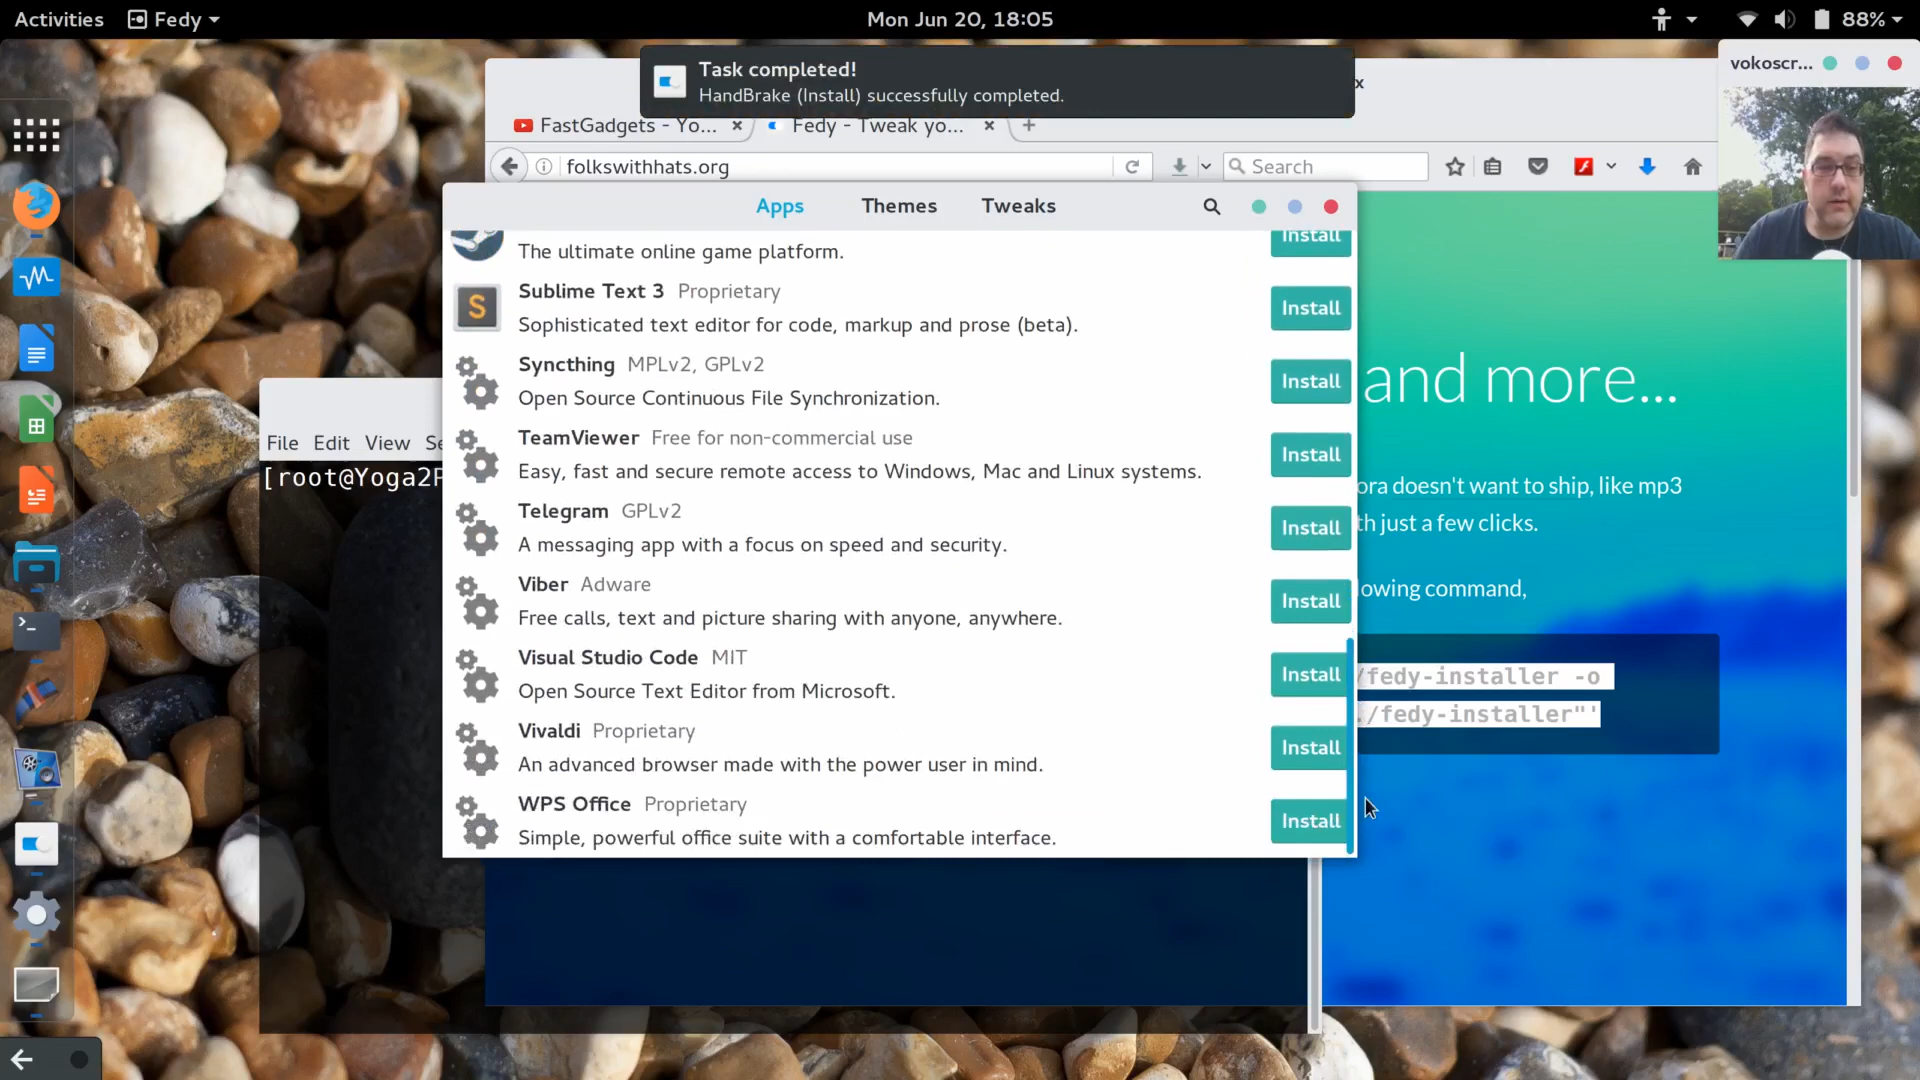 Activities
Fedy
Mon Jun 20, 18:05
88%
Task completed!
HandBrake (Install) successfully completed.
x
vokoscr...
FastGadgets - Yo...
Fedy - Tweak yo...
folkswithhats.org
Search
Apps
Themes
Tweaks
The ultimate online game platform.
Install
Sublime Text 3 Proprietary
Sophisticated text editor for code, markup and prose (beta).
Install
Syncthing MPLv2, GPLv2
Open Source Continuous File Synchronization.
Install
TeamViewer Free for non-commercial use
Easy, fast and secure remote access to Windows, Mac and Linux systems.
Install
Telegram GPLv2
A messaging app with a focus on speed and security.
Install
Viber Adware
Free calls, text and picture sharing with anyone, anywhere.
Install
Visual Studio Code MIT
Open Source Text Editor from Microsoft.
Install
Vivaldi Proprietary
An advanced browser made with the power user in mind.
Install
WPS Office Proprietary
Simple, powerful office suite with a comfortable interface.
Install
File Edit View Se
[root@Yoga2P
and more...
ora doesn't want to ship, like mp3
th just a few clicks.
lowing command,
/fedy-installer -o
./fedy-installer"'